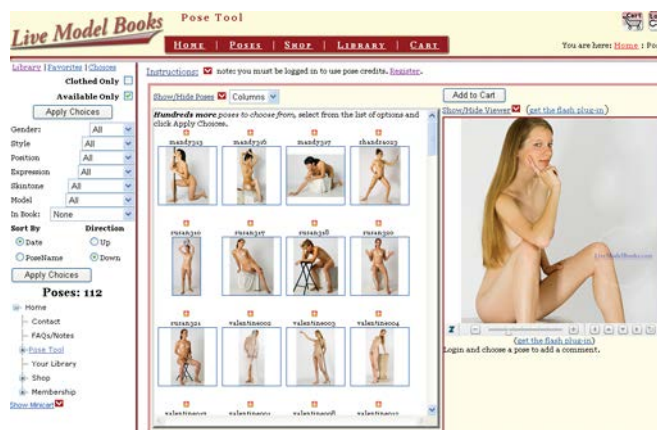 Live Model Books
Pose Tool
Cart
HOME | POSES | SHOP | LIBRARY | CART
You are here: Home : Po
Library | Favorites | Choices
Clothed Only
Available Only
Apply Choices
Gender: All
Style All
Position All
Expression All
Skintone All
Model All
In Book: None
Sort By Direction
Date Up
PoseName Down
Apply Choices
Poses: 112
Home
Contact
FAQs/Notes
Pose Tool
Your Library
Shop
Membership
Show Minicart
Instructions: note: you must be logged in to use pose credits. Register.
Show/Hide Poses Columns
Hundreds more poses to choose from, select from the list of options and
click Apply Choices.
mandy313 mandy316 mandy317 shandra023
rusan310 rusan317 rusan318 rusan320
rusan321 valentine002 valentine003 valentine004
Add to Cart
Show/Hide Viewer (get the flash plug-in)
LiveModelBooks.com
(get the flash plug-in)
Login and choose a pose to add a comment.